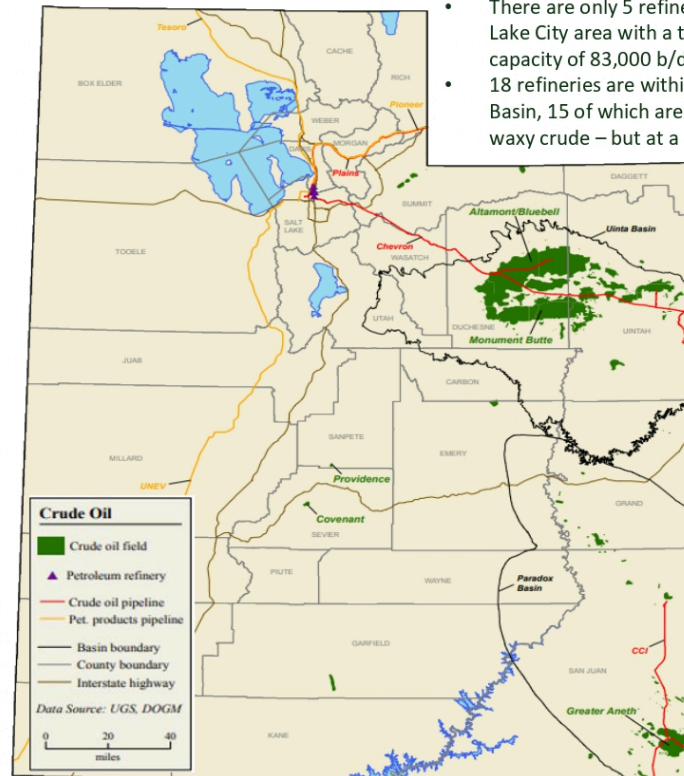 • There are only 5 refine
Lake City area with a t
capacity of 83,000 b/d
• 18 refineries are withi
Basin, 15 of which are
waxy crude – but at a
Tesoro
CACHE
BOX ELDER
RICH
Pioneer
WEBER
MORGAN
DAVIS
Plains
DAGGETT
SUMMIT
Altamont/Bluebell
SALT
LAKE
Uinta Basin
Chevron
TOOELE
WASATCH
UTAH
DUCHESNE
UINTAH
Monument Butte
JUAB
CARBON
SANPETE
MILLARD
EMERY
Providence
UNEV
GRAND
Covenant
SEVIER
PIUTE
WAYNE
Paradox
Basin
GARFIELD
CCI
SAN JUAN
Greater Aneth
KANE
Crude Oil
Crude oil field
Petroleum refinery
Crude oil pipeline
Pet. products pipeline
Basin boundary
County boundary
Interstate highway
Data Source: UGS, DOGM
0 20 40
miles